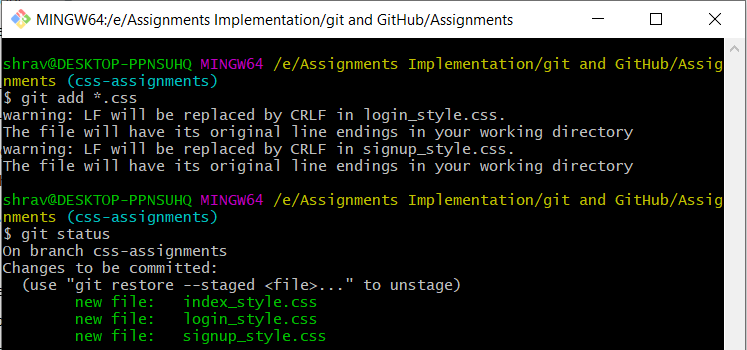 MINGW64:/e/Assignments Implementation/git and GitHub/Assignments
shrav@DESKTOP-PPNSUHQ MINGW64 /e/Assignments Implementation/git and GitHub/Assig
nments (css-assignments)
$ git add *.css
warning: LF will be replaced by CRLF in login_style.css.
The file will have its original line endings in your working directory
warning: LF will be replaced by CRLF in signup_style.css.
The file will have its original line endings in your working directory
shrav@DESKTOP-PPNSUHQ MINGW64 /e/Assignments Implementation/git and GitHub/Assig
nments (css-assignments)
$ git status
On branch css-assignments
Changes to be committed:
  (use "git restore --staged <file>..." to unstage)
        new file:   index_style.css
        new file:   login_style.css
        new file:   signup_style.css